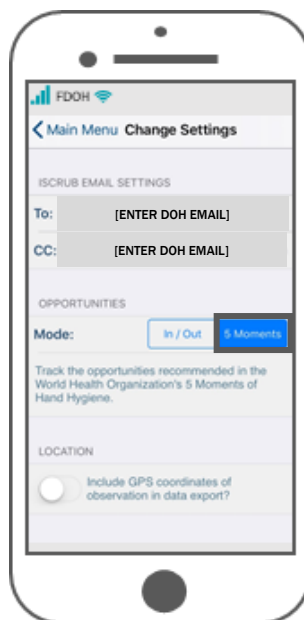 FDOH
Main Menu Change Settings
ISCRUB EMAIL SETTINGS
To: [ENTER DOH EMAIL]
CC: [ENTER DOH EMAIL]
OPPORTUNITIES
Mode: In / Out 5 Moments
Track the opportunities recommended in the
World Health Organization's 5 Moments of
Hand Hygiene.
LOCATION
Include GPS coordinates of
observation in data export?